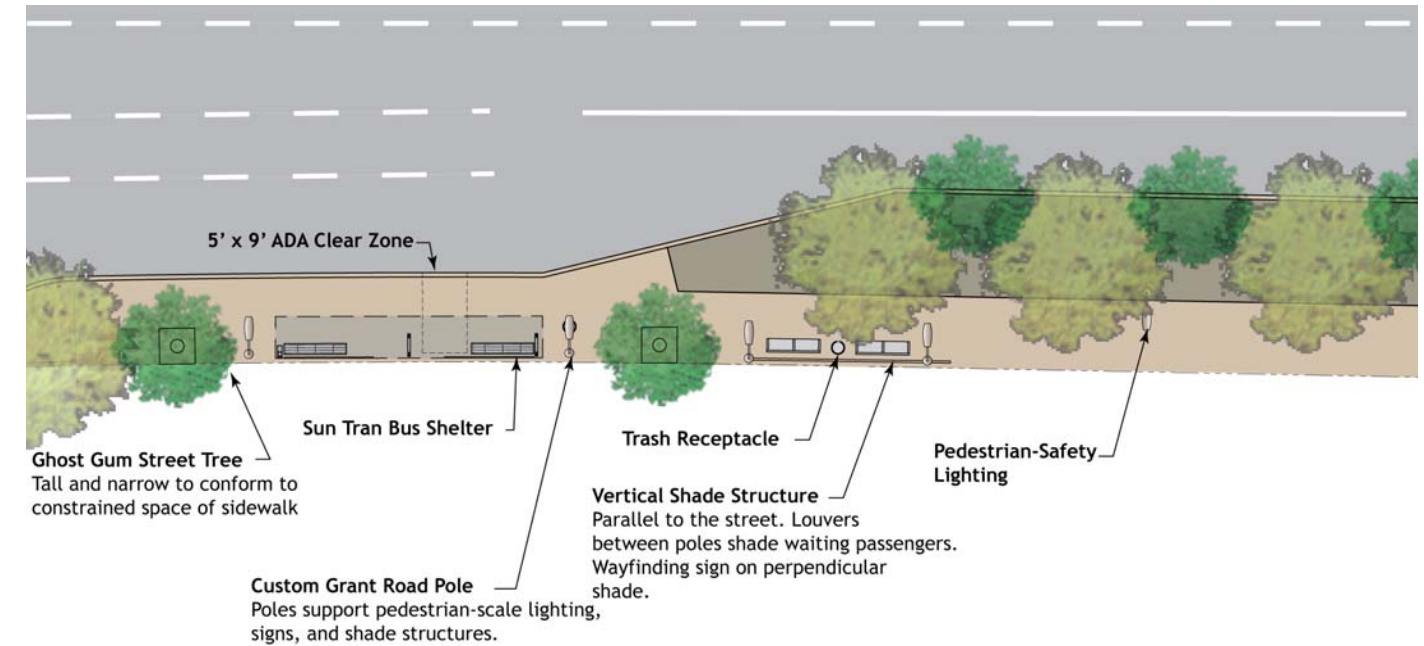 5’ x 9’ ADA Clear Zone
Ghost Gum Street Tree
Tall and narrow to conform to
constrained space of sidewalk
Sun Tran Bus Shelter
Custom Grant Road Pole
Poles support pedestrian-scale lighting,
signs, and shade structures.
Trash Receptacle
Vertical Shade Structure
Parallel to the street. Louvers
between poles shade waiting passengers.
Wayfinding sign on perpendicular
shade.
Pedestrian-Safety
Lighting